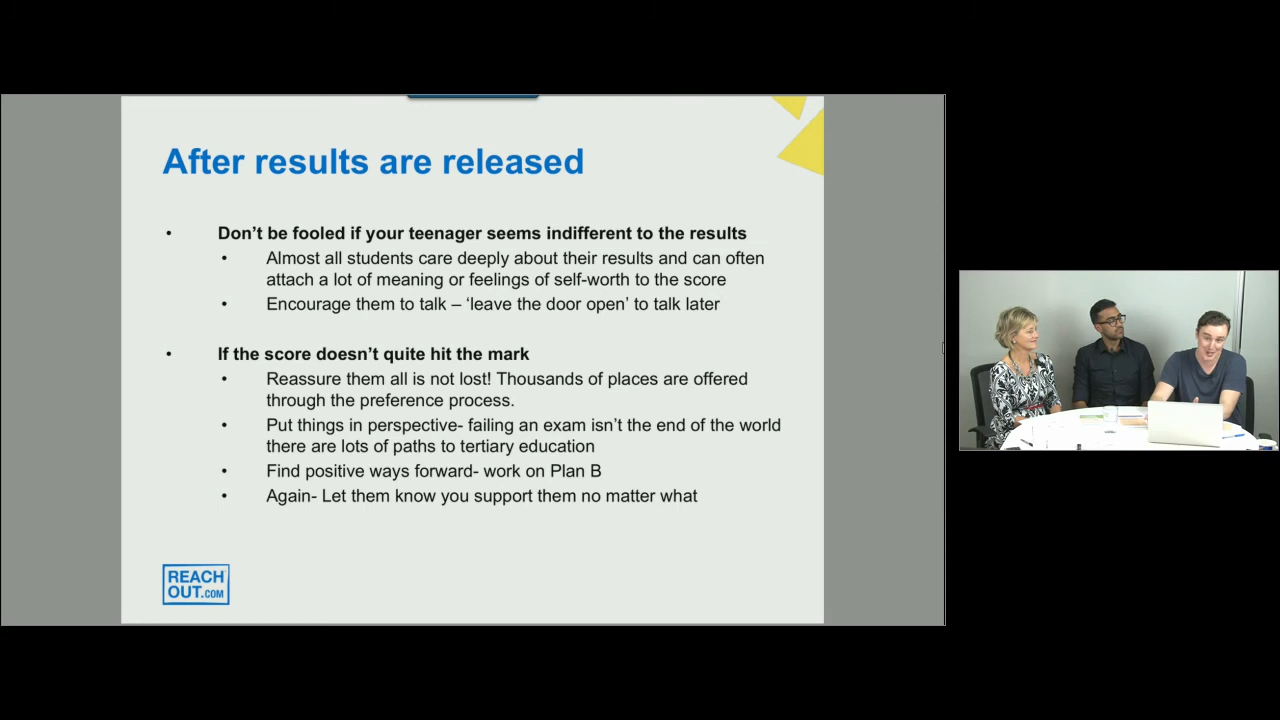 After results are released
• Don’t be fooled if your teenager seems indifferent to the results
• Almost all students care deeply about their results and can often
attach a lot of meaning or feelings of self-worth to the score
• Encourage them to talk – ‘leave the door open’ to talk later
• If the score doesn’t quite hit the mark
• Reassure them all is not lost! Thousands of places are offered
through the preference process.
• Put things in perspective- failing an exam isn’t the end of the world
there are lots of paths to tertiary education
• Find positive ways forward- work on Plan B
• Again- Let them know you support them no matter what
REACH
OUT.COM